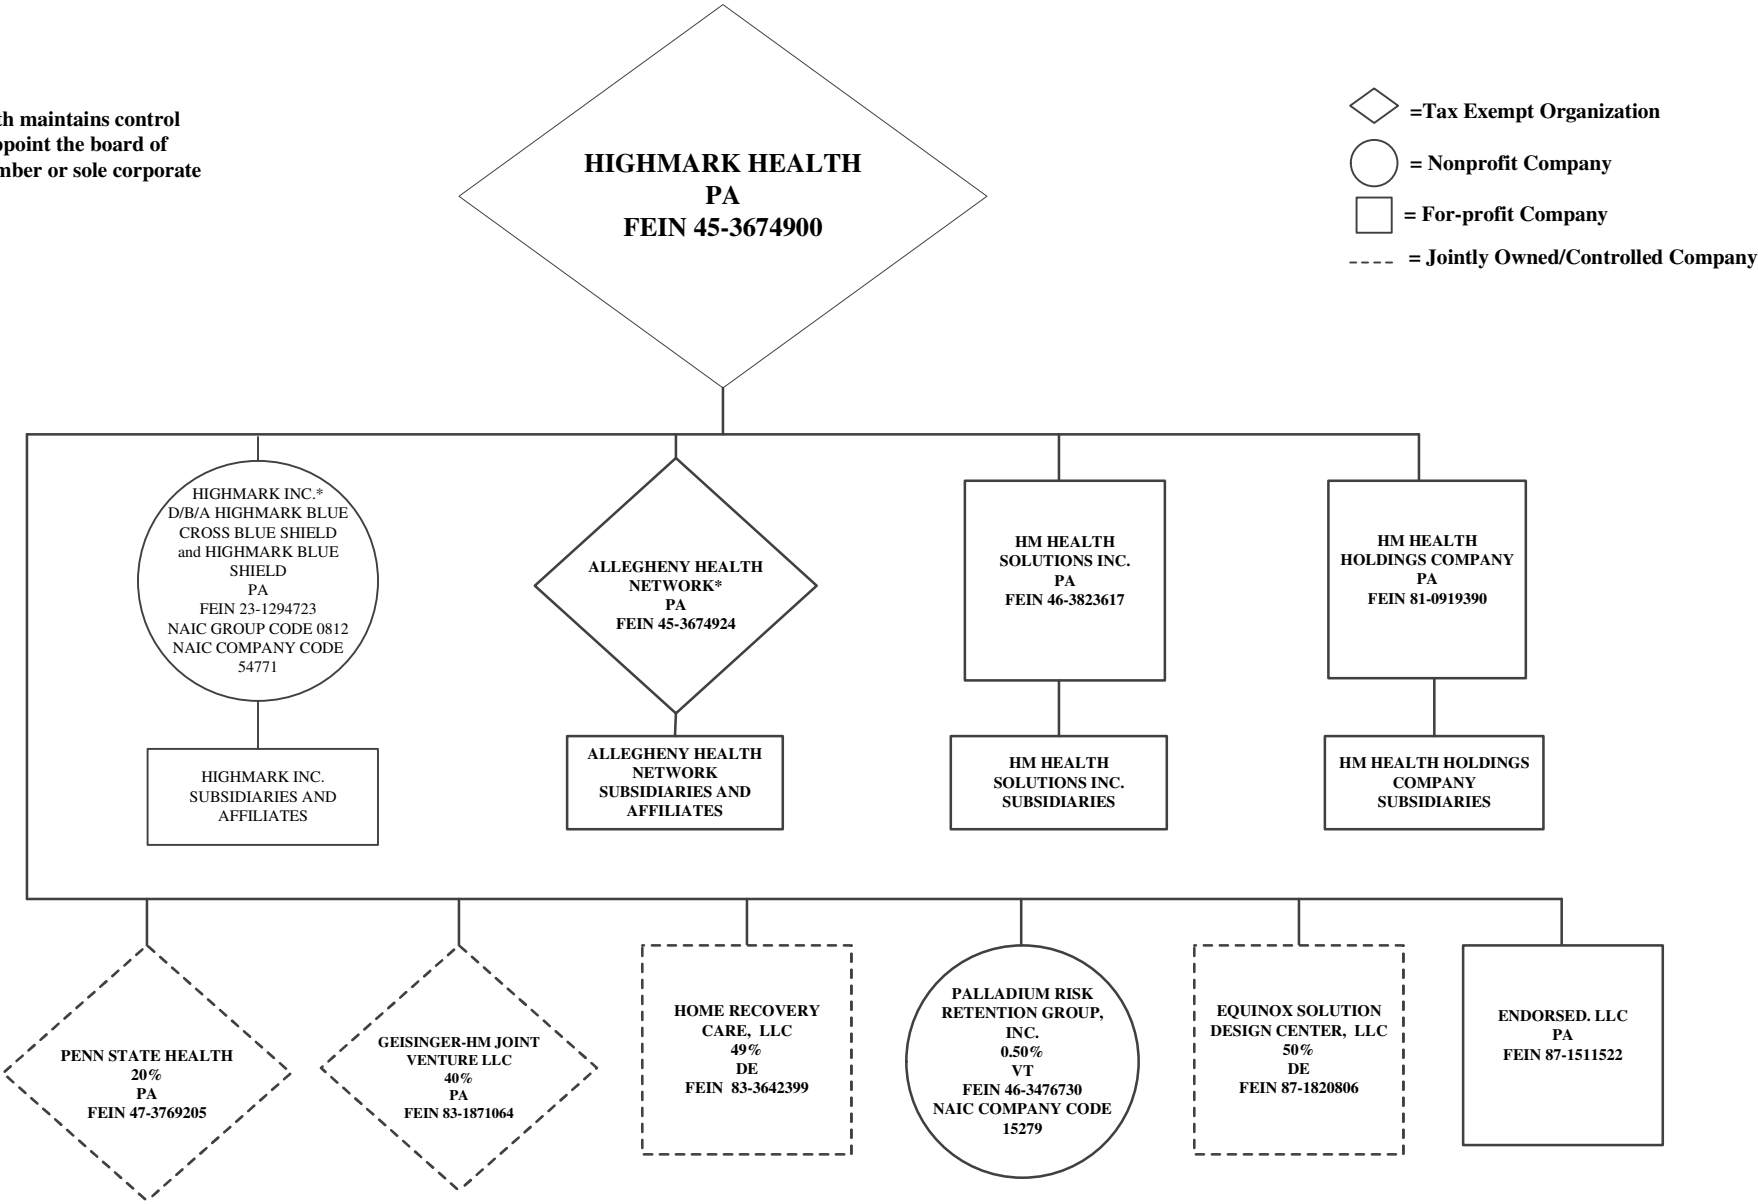 th maintains control
point the board of
mber or sole corporate
HIGHMARK HEALTH
PA
FEIN 45-3674900
=Tax Exempt Organization
= Nonprofit Company
= For-profit Company
= Jointly Owned/Controlled Company
HIGHMARK INC.*
D/B/A HIGHMARK BLUE
CROSS BLUE SHIELD
and HIGHMARK BLUE
SHIELD
PA
FEIN 23-1294723
NAIC GROUP CODE 0812
NAIC COMPANY CODE
54771
ALLEGHENY HEALTH
NETWORK*
PA
FEIN 45-3674924
HM HEALTH
SOLUTIONS INC.
PA
FEIN 46-3823617
HM HEALTH
HOLDINGS COMPANY
PA
FEIN 81-0919390
HIGHMARK INC.
SUBSIDIARIES AND
AFFILIATES
ALLEGHENY HEALTH
NETWORK
SUBSIDIARIES AND
AFFILIATES
HM HEALTH
SOLUTIONS INC.
SUBSIDIARIES
HM HEALTH HOLDINGS
COMPANY
SUBSIDIARIES
PENN STATE HEALTH
20%
PA
FEIN 47-3769205
GEISINGER-HM JOINT
VENTURE LLC
40%
PA
FEIN 83-1871064
HOME RECOVERY
CARE, LLC
49%
DE
FEIN 83-3642399
PALLADIUM RISK
RETENTION GROUP,
INC.
0.50%
VT
FEIN 46-3476730
NAIC COMPANY CODE
15279
EQUINOX SOLUTION
DESIGN CENTER, LLC
50%
DE
FEIN 87-1820806
ENDORSED. LLC
PA
FEIN 87-1511522